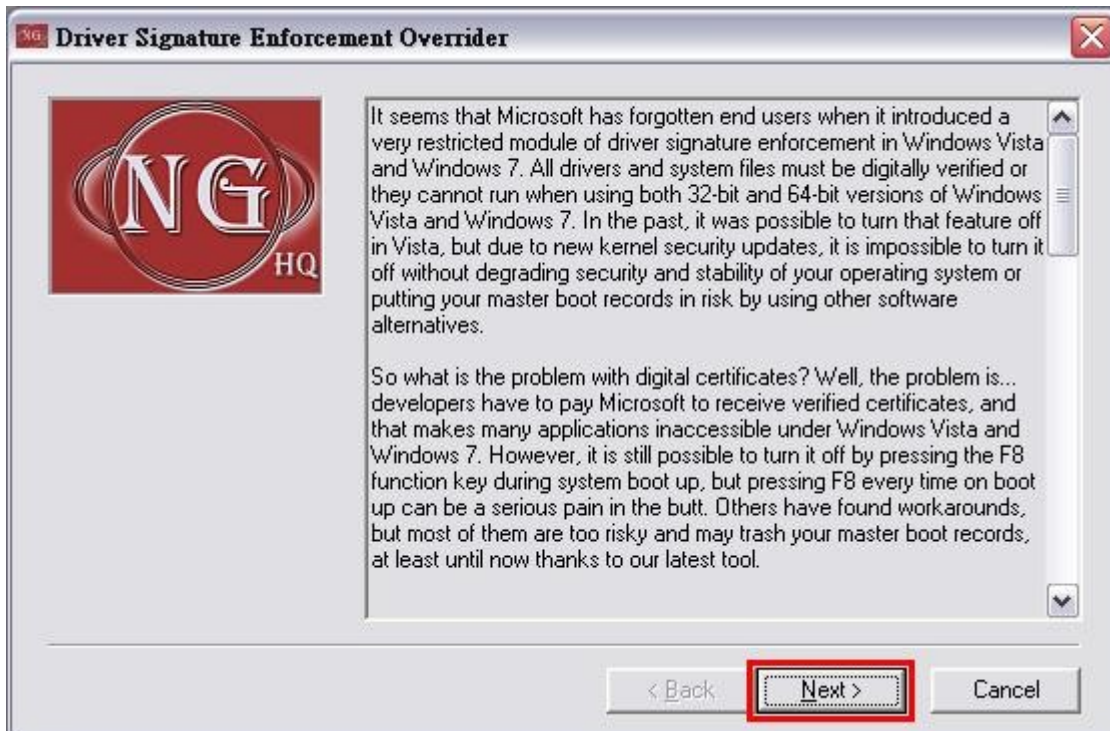 NG Driver Signature Enforcement Overrider
NG
HQ
It seems that Microsoft has forgotten end users when it introduced a
very restricted module of driver signature enforcement in Windows Vista
and Windows 7. All drivers and system files must be digitally verified or
they cannot run when using both 32-bit and 64-bit versions of Windows
Vista and Windows 7. In the past, it was possible to turn that feature off
in Vista, but due to new kernel security updates, it is impossible to turn it
off without degrading security and stability of your operating system or
putting your master boot records in risk by using other software
alternatives.
So what is the problem with digital certificates? Well, the problem is...
developers have to pay Microsoft to receive verified certificates, and
that makes many applications inaccessible under Windows Vista and
Windows 7. However, it is still possible to turn it off by pressing the F8
function key during system boot up, but pressing F8 every time on boot
up can be a serious pain in the butt. Others have found workarounds,
but most of them are too risky and may trash your master boot records,
at least until now thanks to our latest tool.
< Back Next > Cancel